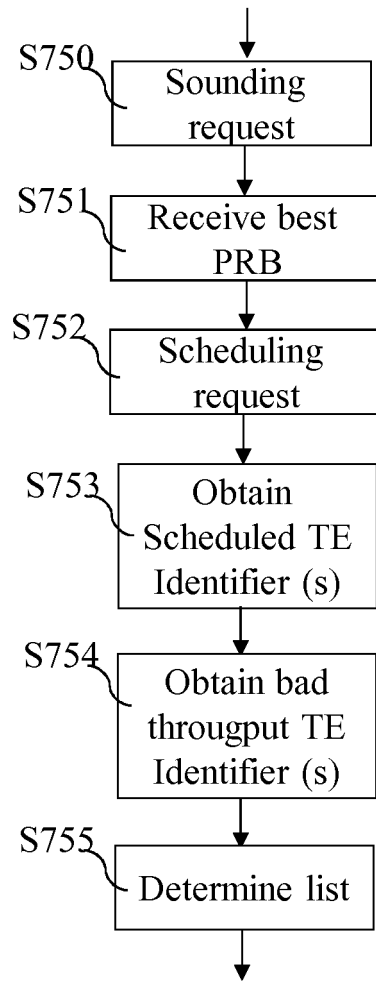 S750
Sounding
request
S751
Receive best
PRB
S752
Scheduling
request
S753
Obtain
Scheduled TE
Identifier (s)
S754
Obtain bad
througput TE
Identifier (s)
S755
Determine list